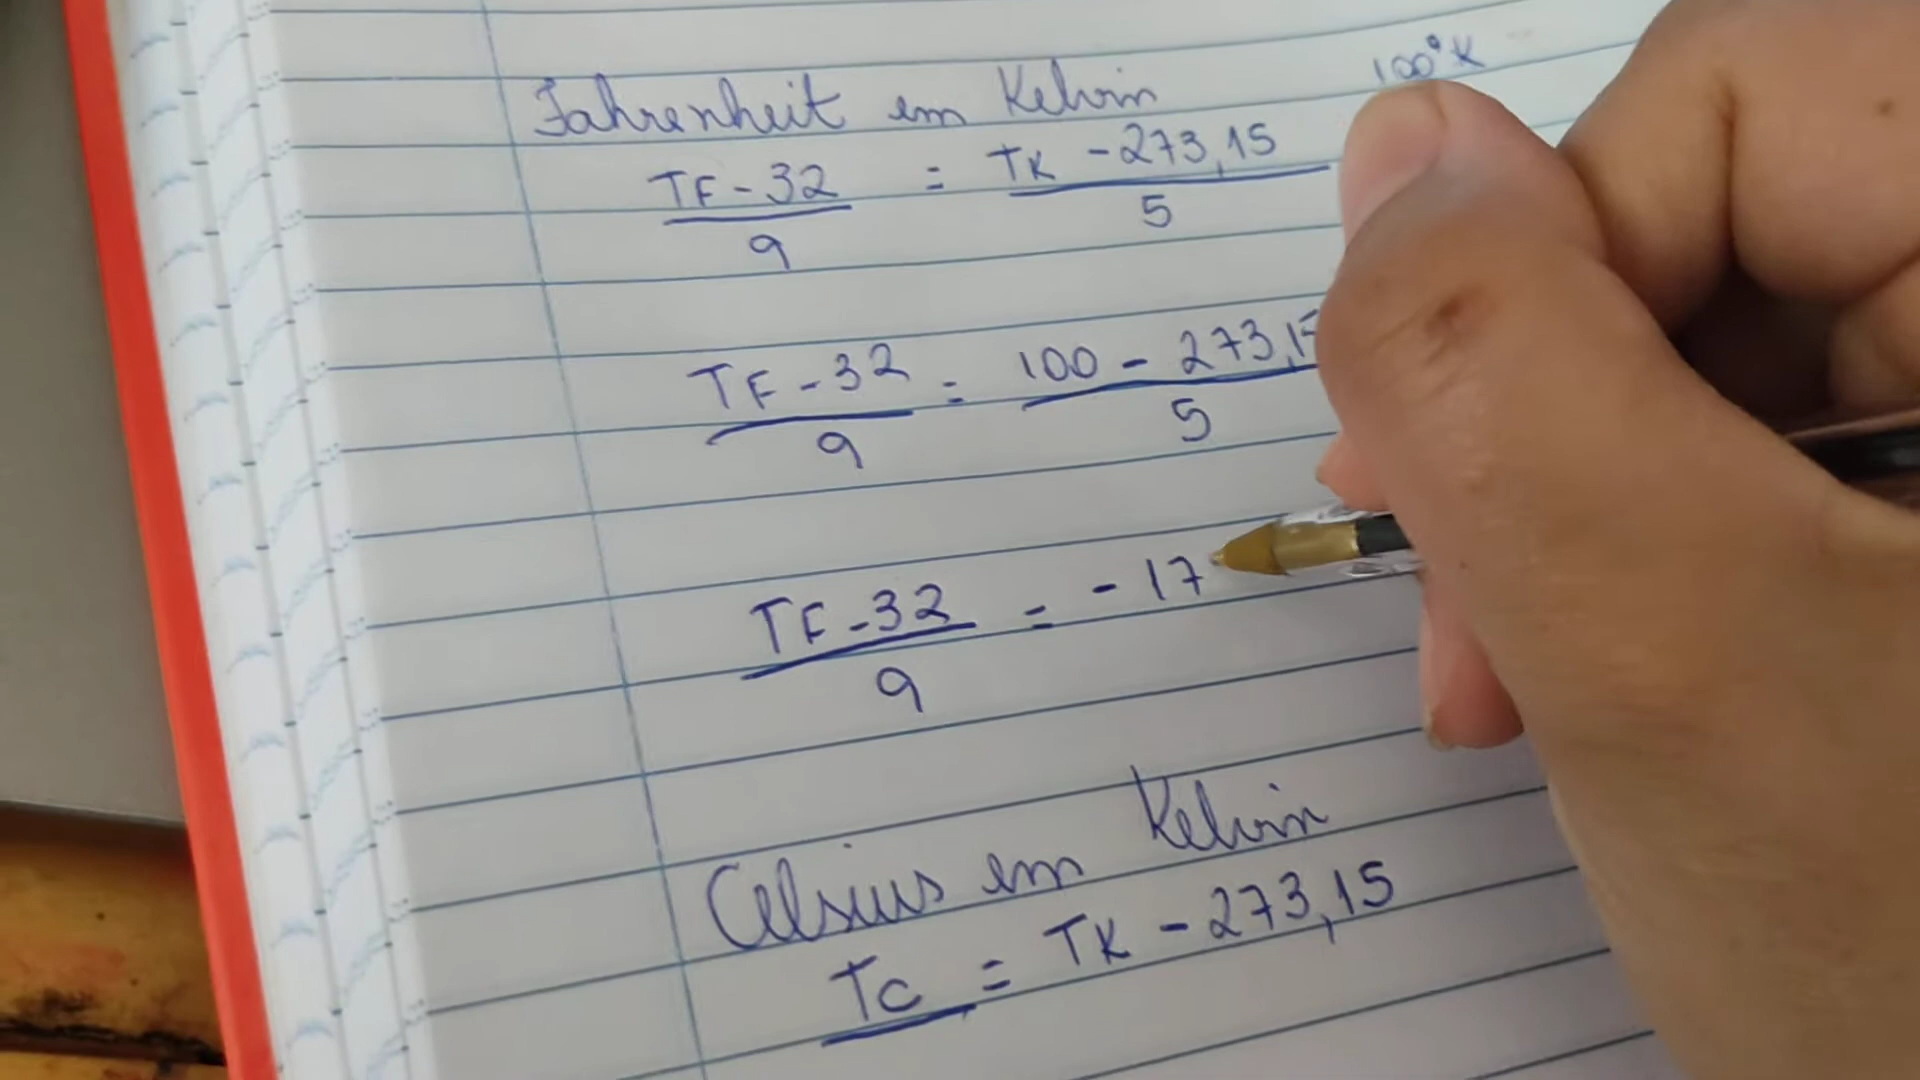 100°K
Fahrenheit em Kelvin
TF - 32 = TK - 273,15
9 5
TF - 32 = 100 - 273,15
9 5
TF - 32 = - 17
9
Celsius em Kelvin
TC = TK - 273,15